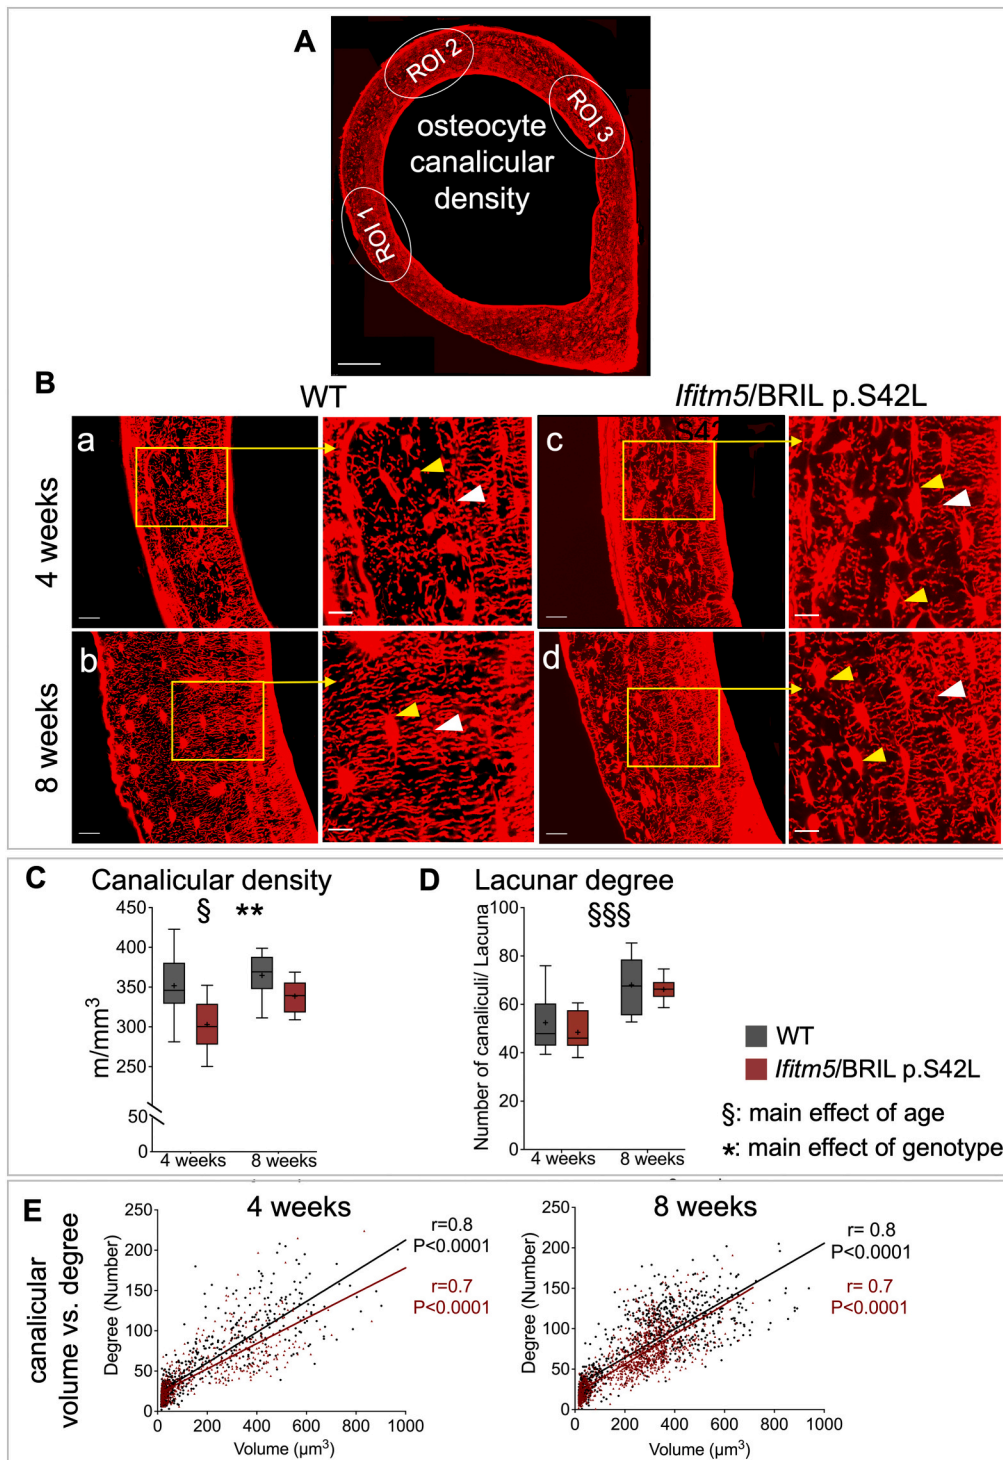 A
ROI 2
ROI 3
osteocyte
canalicular
density
ROI 1
B
WT
Ifitm5/BRIL p.S42L
4 weeks
a
c
8 weeks
b
d
C
Canalicular density
§
**
m/mm³
450
400
350
300
250
50
0
4 weeks
8 weeks
D
Lacunar degree
§§§
Number of canaliculi/ Lacuna
100
80
60
40
20
0
4 weeks
8 weeks
WT
Ifitm5/BRIL p.S42L
§: main effect of age
*: main effect of genotype
E
canalicular
volume vs. degree
4 weeks
r=0.8
P<0.0001
r=0.7
P<0.0001
Degree (Number)
250
200
150
100
50
0
0
200
400
600
800
1000
Volume (µm³)
8 weeks
r= 0.8
P<0.0001
r= 0.7
P<0.0001
Degree (Number)
250
200
150
100
50
0
0
200
400
600
800
1000
Volume (µm³)